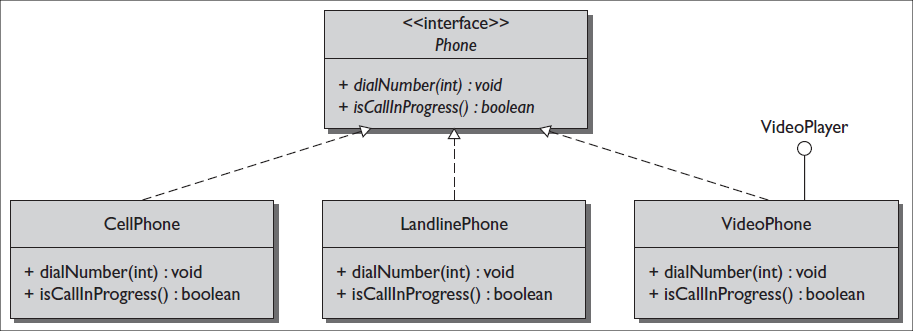 <<interface>>
Phone
+ dialNumber(int) : void
+ isCallInProgress() : boolean
VideoPlayer
CellPhone
+ dialNumber(int) : void
+ isCallInProgress() : boolean
LandlinePhone
+ dialNumber(int) : void
+ isCallInProgress() : boolean
VideoPhone
+ dialNumber(int) : void
+ isCallInProgress() : boolean